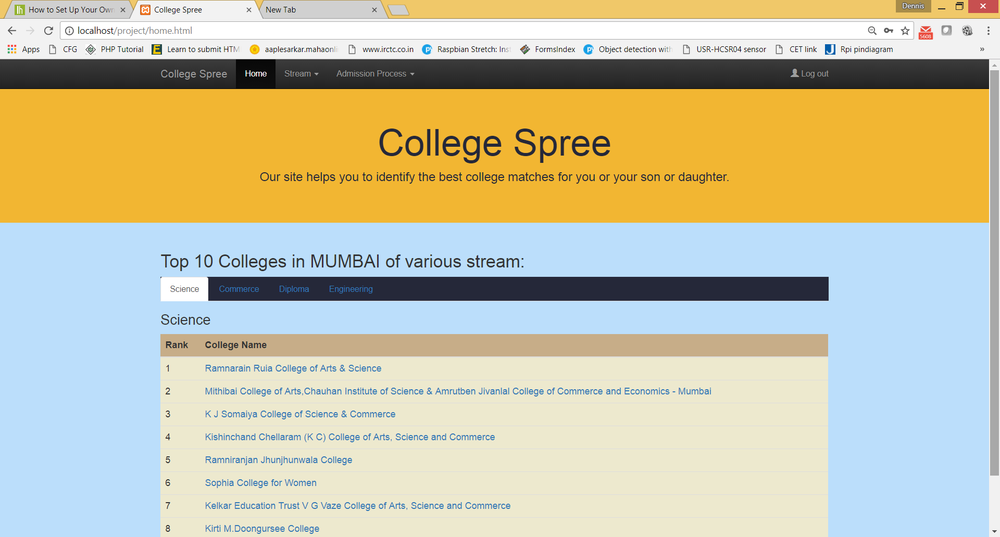 How to Set Up Your Own
College Spree
New Tab
Dennis
localhost/project/home.html
5608
Apps CFG PHP Tutorial Learn to submit HTM aaplesarkar.mahaonli www.irctc.co.in Raspbian Stretch: Inst FormsIndex Object detection with USR-HCSR04 sensor CET link Rpi pindiagram »
College Spree Home Stream Admission Process Log out
College Spree
Our site helps you to identify the best college matches for you or your son or daughter.
Top 10 Colleges in MUMBAI of various stream:
Science Commerce Diploma Engineering
Science
Rank College Name
1 Ramnarain Ruia College of Arts & Science
2 Mithibai College of Arts,Chauhan Institute of Science & Amrutben Jivanlal College of Commerce and Economics - Mumbai
3 K J Somaiya College of Science & Commerce
4 Kishinchand Chellaram (K C) College of Arts, Science and Commerce
5 Ramniranjan Jhunjhunwala College
6 Sophia College for Women
7 Kelkar Education Trust V G Vaze College of Arts, Science and Commerce
8 Kirti M.Doongursee College